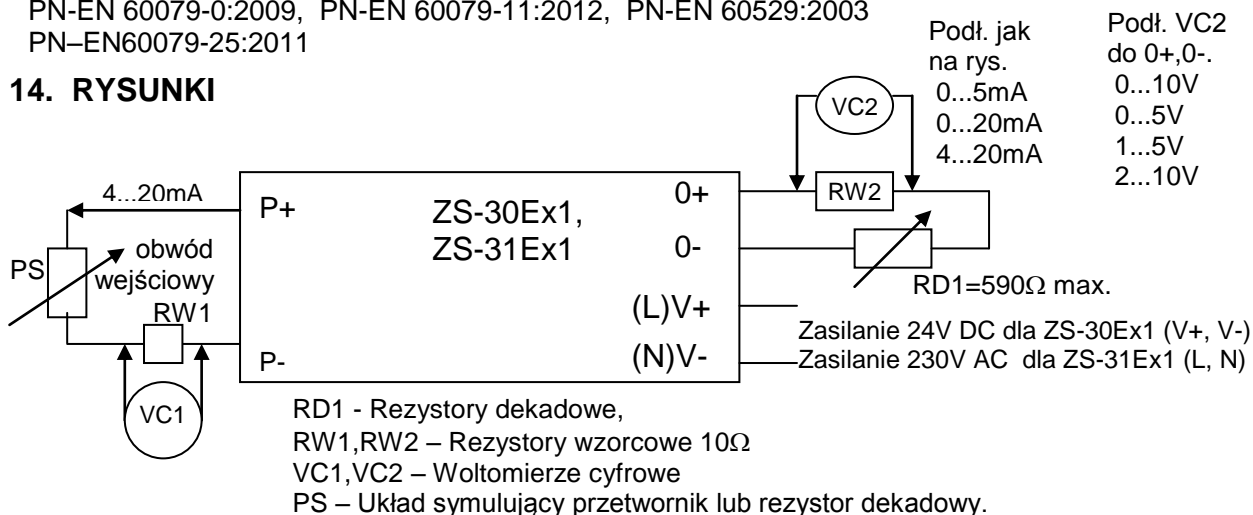 PN-EN 60079-0:2009, PN-EN 60079-11:2012, PN-EN 60529:2003
PN–EN60079-25:2011
14. RYSUNKI
Podł. jak
na rys.
0...5mA
0...20mA
4...20mA
Podł. VC2
do 0+,0-.
0...10V
0...5V
1...5V
2...10V
VC2
RW2
4...20mA
P+
ZS-30Ex1,
ZS-31Ex1
0+
0-
PS
obwód
wejściowy
RW1
P-
VC1
(L)V+
(N)V-
RD1=590Ω max.
Zasilanie 24V DC dla ZS-30Ex1 (V+, V-)
Zasilanie 230V AC dla ZS-31Ex1 (L, N)
RD1 - Rezystory dekadowe,
RW1,RW2 – Rezystory wzorcowe 10Ω
VC1,VC2 – Woltomierze cyfrowe
PS – Układ symulujący przetwornik lub rezystor dekadowy.